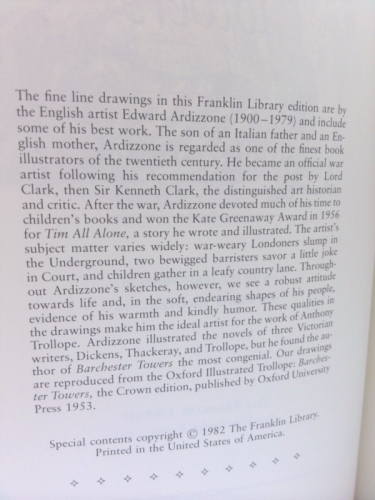 The fine line drawings in this Franklin Library edition are by
the English artist Edward Ardizzone (1900–1979) and include
some of his best work. The son of an Italian father and an En-
glish mother, Ardizzone is regarded as one of the finest book
illustrators of the twentieth century. He became an official war
artist following his recommendation for the post by Lord
Clark, then Sir Kenneth Clark, the distinguished art historian
and critic. After the war, Ardizzone devoted much of his time to
children's books and won the Kate Greenaway Award in 1956
for Tim All Alone, a story he wrote and illustrated. The artist's
subject matter varies widely: war-weary Londoners slump in
the Underground, two bewigged barristers savor a little joke
in Court, and children gather in a leafy country lane. Through-
out Ardizzone's sketches, however, we see a robust attitude
towards life and, in the soft, endearing shapes of his people,
evidence of his warmth and kindly humor. These qualities in
the drawings make him the ideal artist for the work of Anthony
Trollope. Ardizzone illustrated the novels of three Victorian
writers, Dickens, Thackeray, and Trollope, but he found the au-
thor of Barchester Towers the most congenial. Our drawings
are reproduced from the Oxford Illustrated Trollope: Barches-
ter Towers, the Crown edition, published by Oxford University
Press 1953.
Special contents copyright © 1982 The Franklin Library.
Printed in the United States of America.